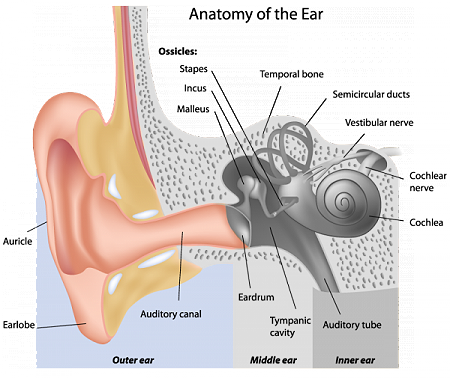 Anatomy of the Ear
Ossicles:
Stapes
Incus
Malleus
Temporal bone
Semicircular ducts
Vestibular nerve
Cochlear
nerve
Cochlea
Auricle
Earlobe
Auditory canal
Eardrum
Tympanic
cavity
Auditory tube
Outer ear
Middle ear
Inner ear